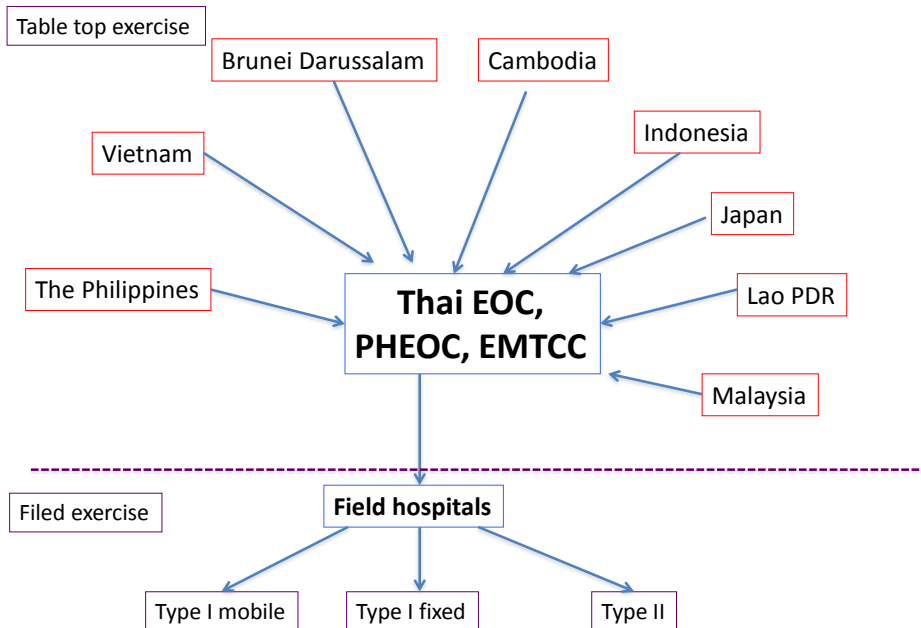 Table top exercise
Brunei Darussalam
Cambodia
Vietnam
Indonesia
Japan
The Philippines
Thai EOC,
PHEOC, EMTCC
Lao PDR
Malaysia
Filed exercise
Field hospitals
Type I mobile
Type I fixed
Type II